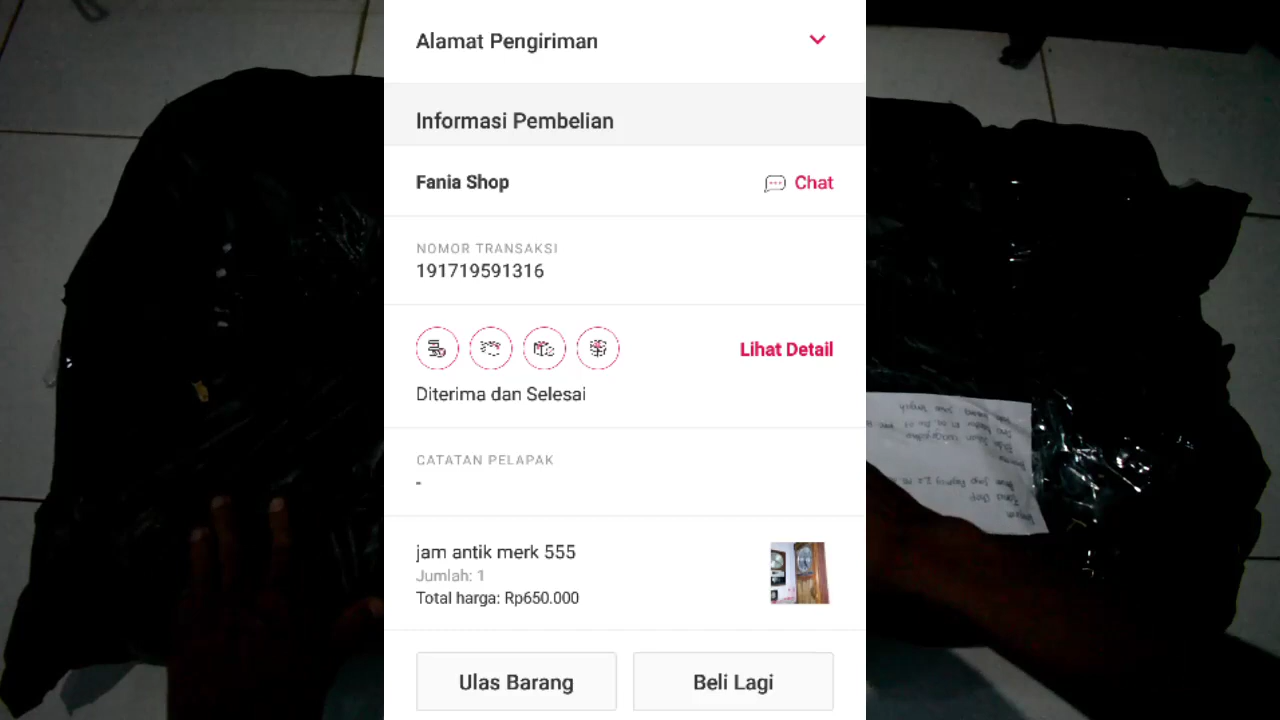 Alamat Pengiriman
Informasi Pembelian
Fania Shop
Chat
NOMOR TRANSAKSI
191719591316
Lihat Detail
Diterima dan Selesai
CATATAN PELAPAK
-
jam antik merk 555
Jumlah: 1
Total harga: Rp650.000
Ulas Barang
Beli Lagi